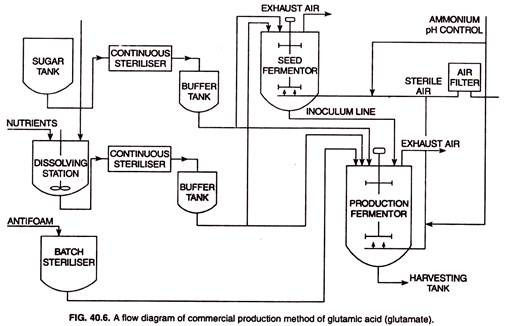 EXHAUST AIR
AMMONIUM
pH CONTROL
SUGAR
TANK
CONTINUOUS
STERILISER
SEED
FERMENTOR
AIR
FILTER
STERILE
AIR
BUFFER
TANK
INOCULUM LINE
NUTRIENTS
DISSOLVING
STATION
CONTINUOUS
STERILISER
EXHAUST AIR
BUFFER
TANK
PRODUCTION
FERMENTOR
ANTIFOAM
BATCH
STERILISER
HARVESTING
TANK
FIG. 40.6. A flow diagram of commercial production method of glutamic acid (glutamate).